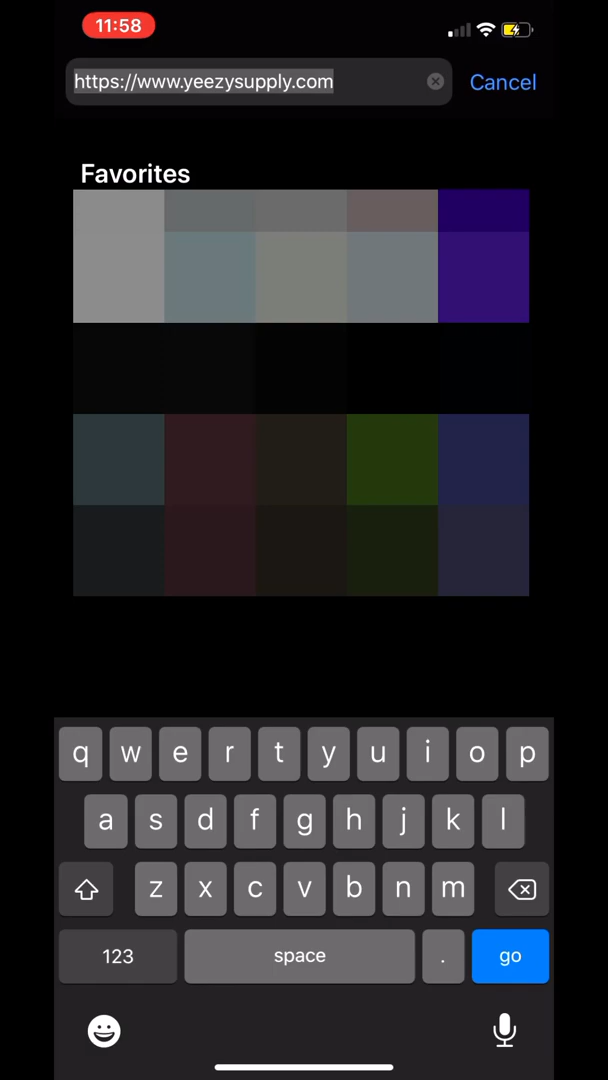 11:58
https://www.yeezysupply.com
Cancel
Favorites
q w e r t y u i o p
a s d f g h j k l
z x c v b n m
123 space . go